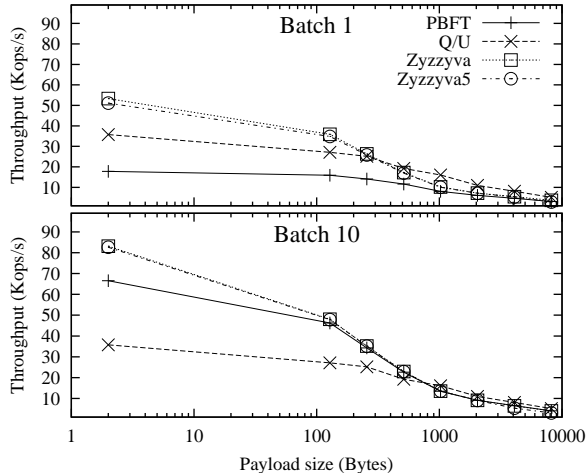 Batch 1
PBFT
Q/U
Zyzzyva
Zyzzyva5
Throughput (Kops/s)
90
80
70
60
50
40
30
20
10
Batch 10
Throughput (Kops/s)
90
80
70
60
50
40
30
20
10
1
10
100
1000
10000
Payload size (Bytes)